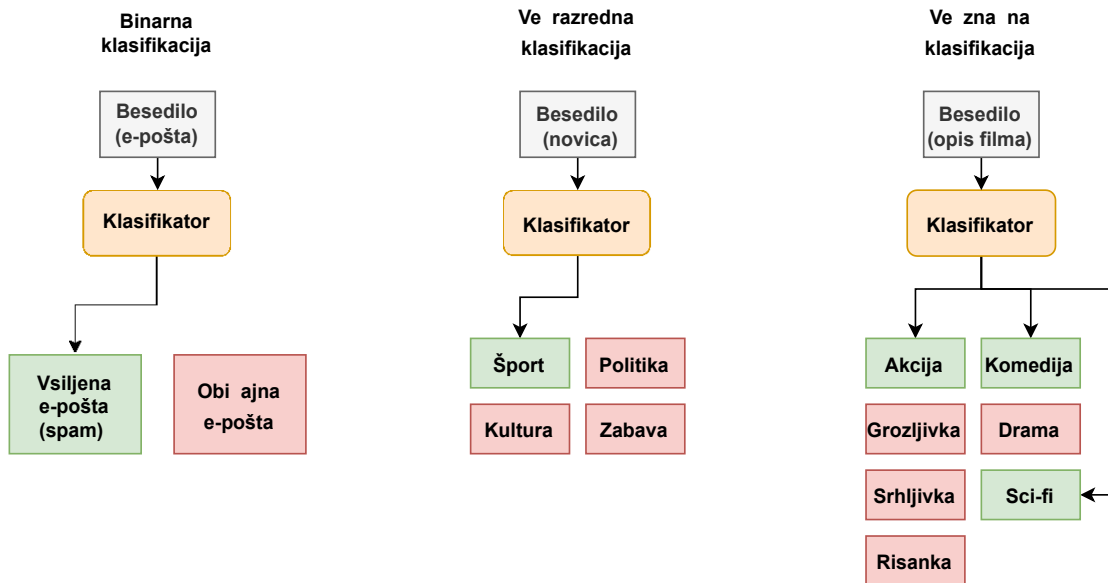 Binarna
klasifikacija
Besedilo
(e-pošta)
Klasifikator
Vsiljena
e-pošta
(spam)
Obi ajna
e-pošta
Ve razredna
klasifikacija
Besedilo
(novica)
Klasifikator
Šport
Politika
Kultura
Zabava
Ve zna na
klasifikacija
Besedilo
(opis filma)
Klasifikator
Akcija
Komedija
Grozljivka
Drama
Srhljivka
Sci-fi
Risanka